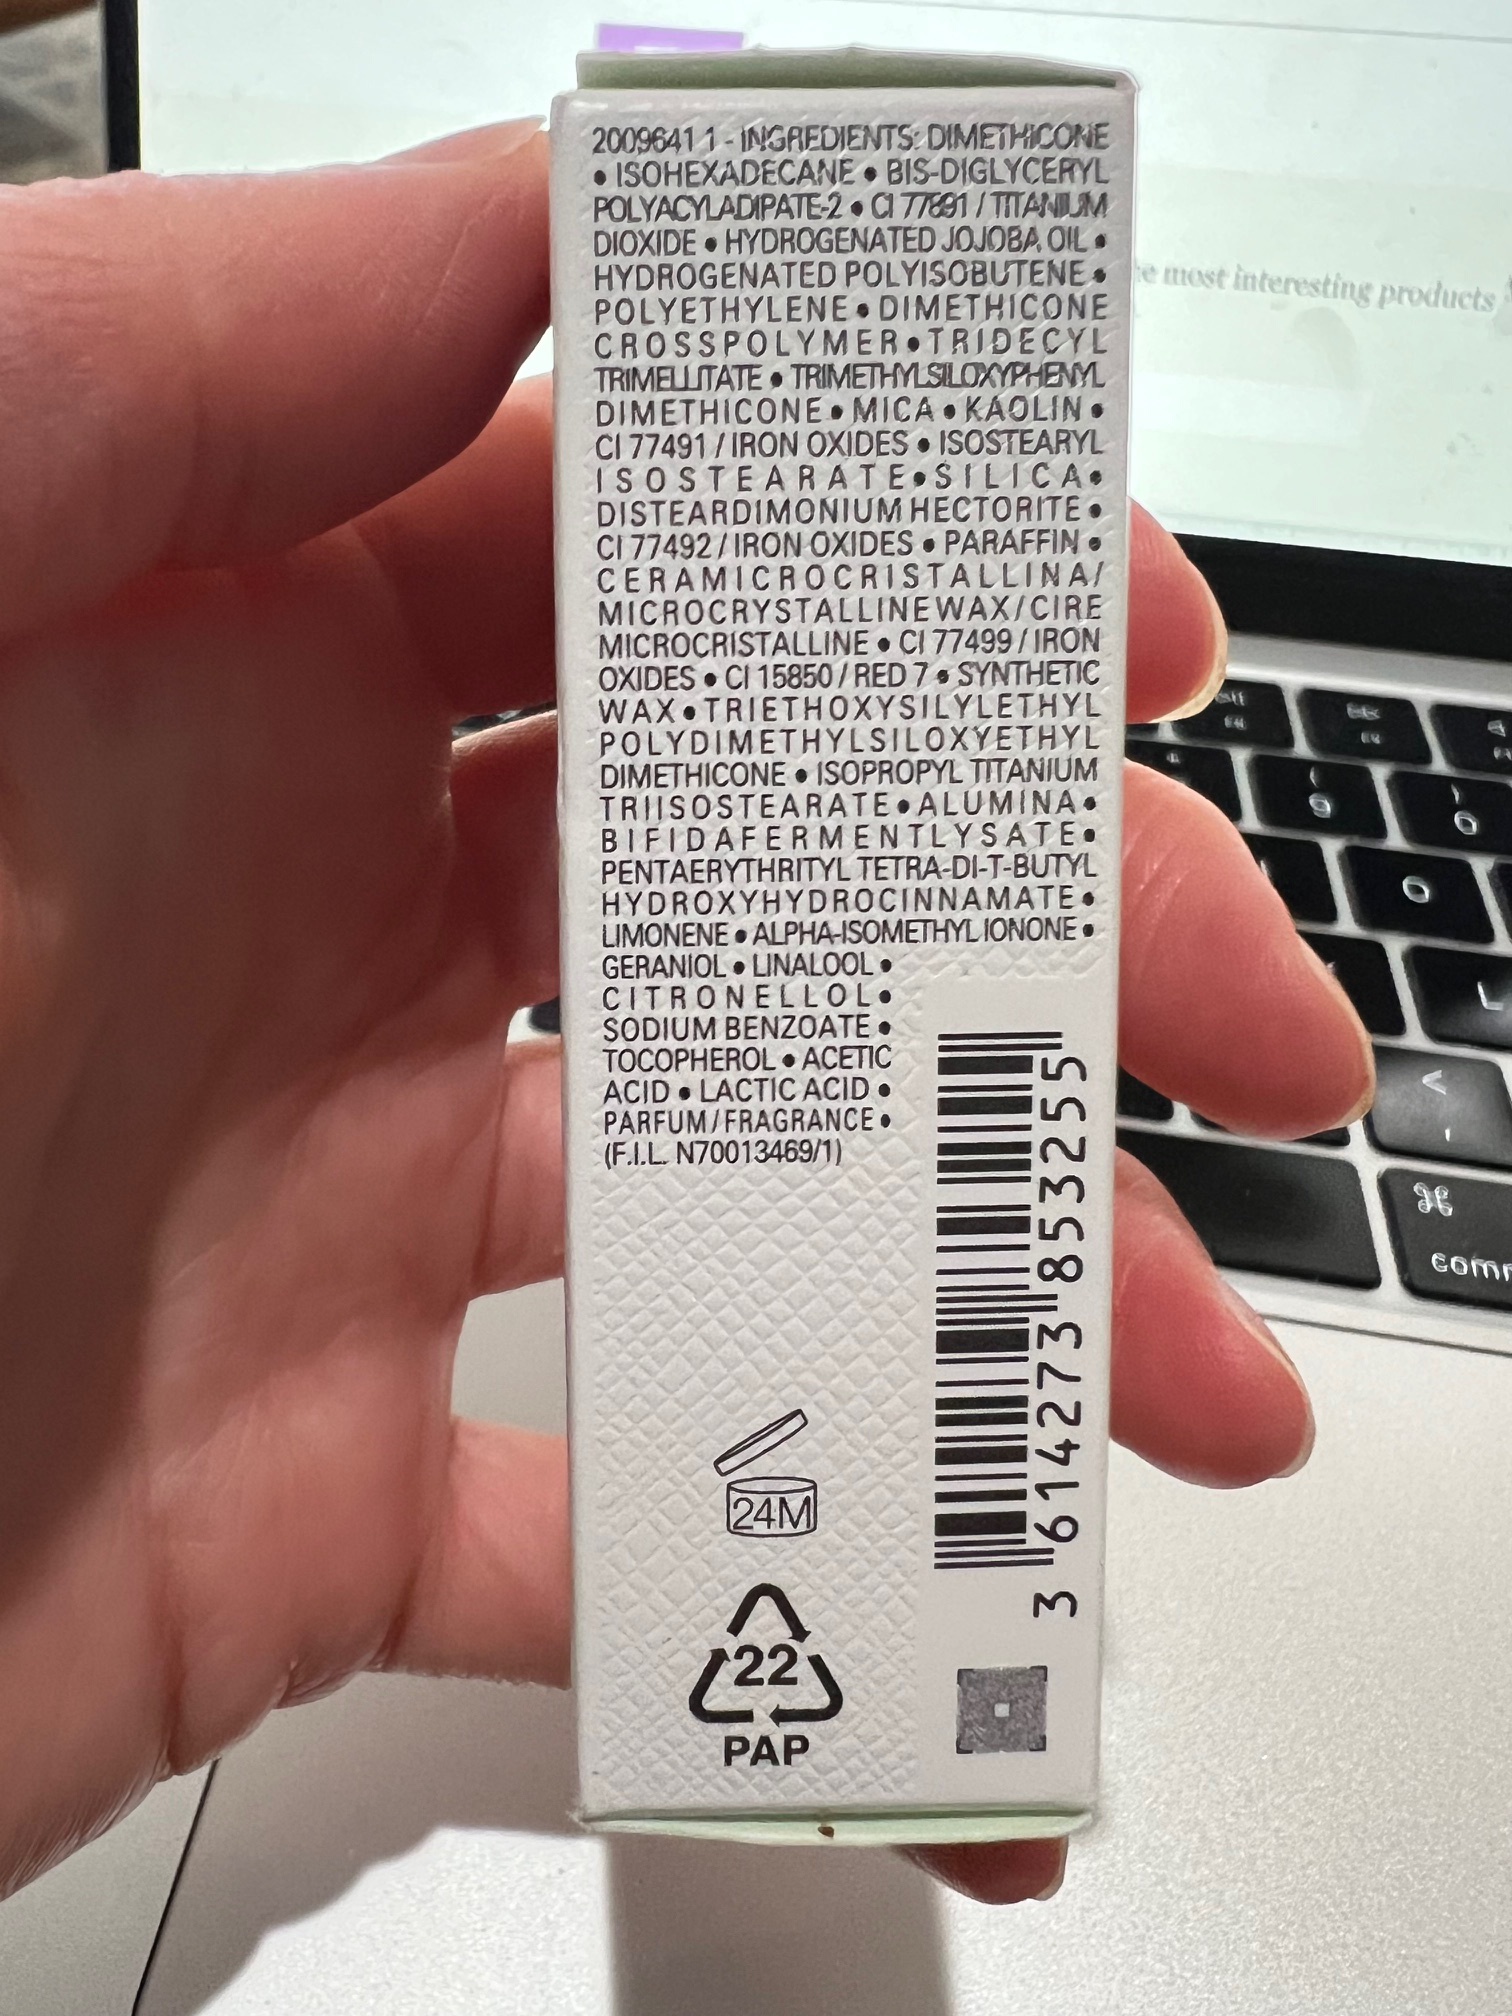 2009641 1 - INGREDIENTS: DIMETHICONE
• ISOHEXADECANE • BIS-DIGLYCERYL
POLYACYLADIPATE-2 • CI 77891 / TITANIUM
DIOXIDE • HYDROGENATED JOJOBA OIL •
HYDROGENATED POLYISOBUTENE •
POLYETHYLENE • DIMETHICONE
CROSSPOLYMER • TRIDECYL
TRIMELLITATE • TRIMETHYLSILOXYPHENYL
DIMETHICONE • MICA • KAOLIN •
CI 77491 / IRON OXIDES • ISOSTEARYL
ISOSTEARATE • SILICA •
DISTEARDIMONIUM HECTORITE •
CI 77492 / IRON OXIDES • PARAFFIN •
CERA MICROCRISTALLINA /
MICROCRYSTALLINE WAX / CIRE
MICROCRISTALLINE • CI 77499 / IRON
OXIDES • CI 15850 / RED 7 • SYNTHETIC
WAX • TRIETHOXYSILYLETHYL
POLYDIMETHYLSILOXYETHYL
DIMETHICONE • ISOPROPYL TITANIUM
TRIISOSTEARATE • ALUMINA •
BIFIDA FERMENT LYSATE •
PENTAERYTHRITYL TETRA-DI-T-BUTYL
HYDROXYHYDROCINNAMATE •
LIMONENE • ALPHA-ISOMETHYL IONONE •
GERANIOL • LINALOOL •
CITRONELLOL •
SODIUM BENZOATE •
TOCOPHEROL • ACETIC
ACID • LACTIC ACID •
PARFUM / FRAGRANCE •
(F.I.L. N70013469/1)
3 614273 853255
24M
22
PAP
most interesting products
9
O
L
⌘